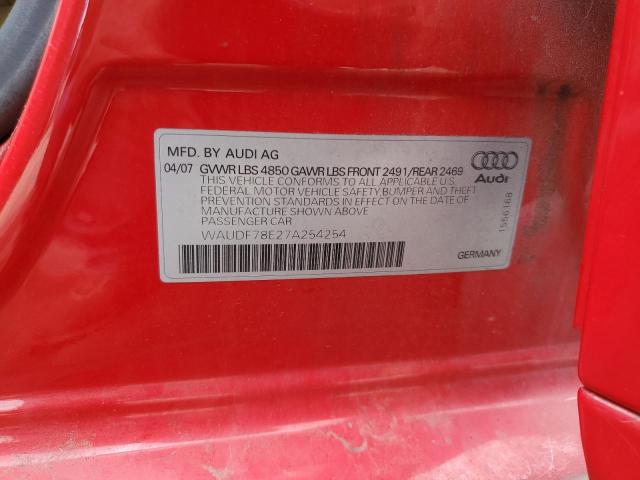 MFD. BY AUDI AG
04/07 GVWR LBS 4850 GAWR LBS FRONT 2491/REAR 2469
THIS VEHICLE CONFORMS TO ALL APPLICABLE U.S.
FEDERAL MOTOR VEHICLE SAFETY, BUMPER AND THEFT
PREVENTION STANDARDS IN EFFECT ON THE DATE OF
MANUFACTURE SHOWN ABOVE
PASSENGER CAR
WAUDF78E27A254254
Audi
1556168
GERMANY